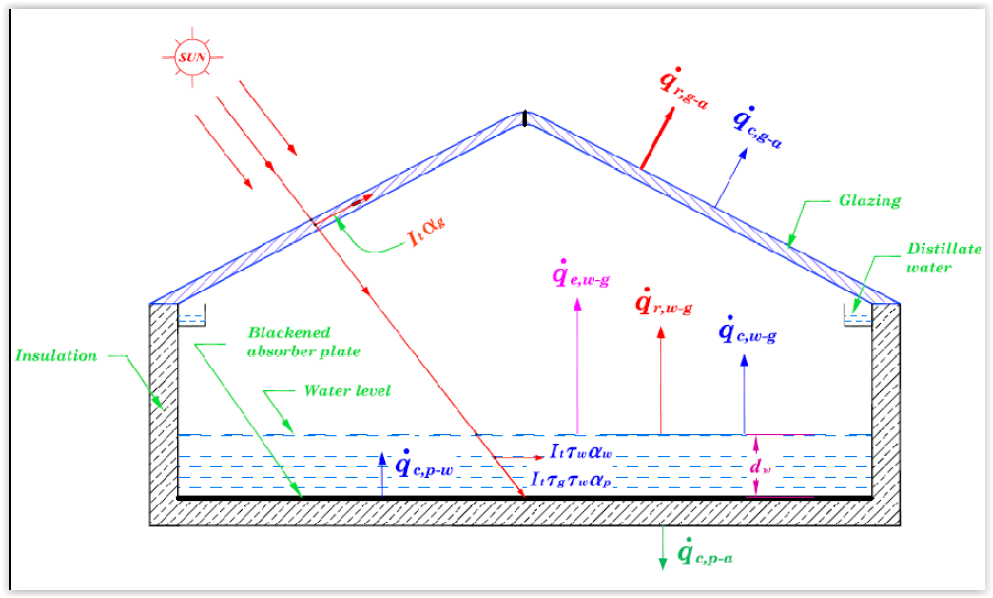 SUN
q̇r,g-a
q̇c,g-a
Glazing
Itαg
Distillate
water
q̇e,w-g
q̇r,w-g
q̇c,w-g
Blackened
absorber plate
Insulation
Water level
q̇c,p-w
Itτwαw
dw
Itτgτwαp
q̇c,p-a